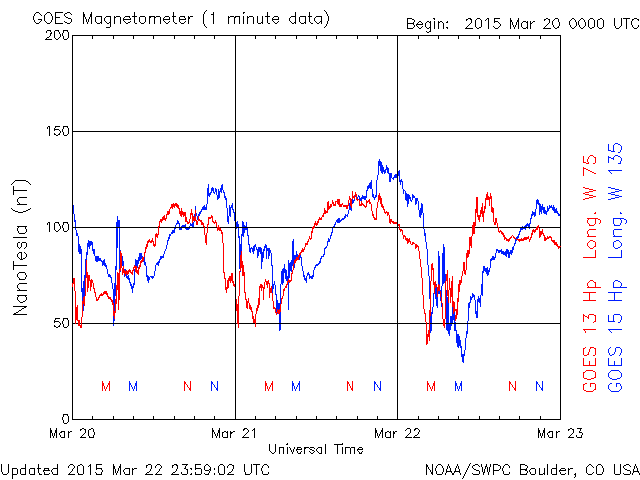 GOES Magnetometer (1 minute data)
Begin: 2015 Mar 20 0000 UTC
200
150
100
50
0
NanoTesla (nT)
M M N N M M N N M M N N
Mar 20 Mar 21 Mar 22 Mar 23
Universal Time
GOES 13 Hp Long. W 75
GOES 15 Hp Long. W 135
Updated 2015 Mar 22 23:59:02 UTC
NOAA/SWPC Boulder, CO USA